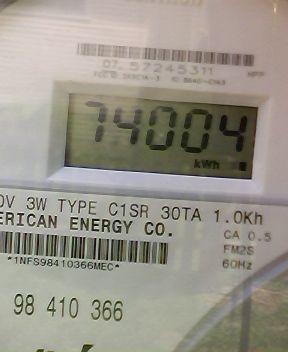 07 57245311
74004
kWh
0V 3W TYPE C1SR 30TA 1.0Kh
ERICAN ENERGY CO.
CA 0.5
FM2S
*1NFS98410366MEC*
60Hz
98 410 366